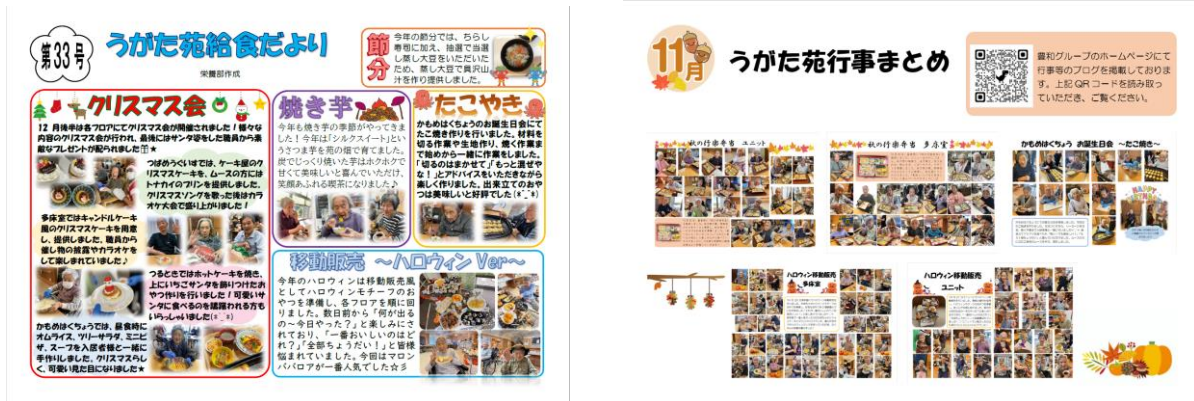 第33号
うがた苑給食だより
栄養部作成
節分
今年の節分では、ちらし
寿司に加え、抽選で当選
し蒸し大豆をいただいた
ため、蒸し大豆で具沢山
汁を作り提供しました。
クリスマス会
12月後半は各フロアにてクリスマス会が開催されました！様々な
内容のクリスマス会が行われ、最後にはサンタ姿をした職員から素
敵なプレゼントが配られました★
つばめうぐいすでは、ケーキ屋のク
リスマスケーキを、ムースの方には
トナカイのプリンを提供しました。
クリスマスソングを歌った後はカラ
オケ大会で盛り上がりました！
多床室ではキャンドルケーキ
風のクリスマスケーキを用意
し、提供しました。職員から
催し物の披露やカラオケを
して楽しまれていました♪
つるときではホットケーキを焼き、
上にいちごサンタを飾りつけたお
やつ作りを行いました！可愛いサ
ンタに食べるのを躊躇われる方も
いらっしゃいました(*´-`*)
かもめはくちょうでは、昼食時に
オムライス、ツリーサラダ、ミニピ
ザ、スープを入居者様と一緒に
手作りしました。クリスマスらし
く、可愛い見た目になりました★
焼き芋
今年も焼き芋の季節がやってきま
した！今年は「シルクスイート」とい
うさつま芋を苑の畑で育てました。
炭でじっくり焼いた芋はホクホクで
甘くて美味しいと喜んでいただけ、
笑顔あふれる喫茶になりました♪
たこやき
かもめはくちょうのお誕生日会にて
たこ焼き作りを行いました。材料を
切る作業や生地作り、焼く作業ま
で始めから一緒に作業をしました。
「切るのはまかせて」「もっと混ぜや
な！」とアドバイスをいただきながら
楽しく作りました。出来立てのおや
つは美味しいと好評でした(*^_^*)
移動販売 〜ハロウィンVer〜
今年のハロウィンは移動販売風
としてハロウィンモチーフのお
やつを準備し、各フロアを順に回
りました。数日前から「何が出る
の〜今日やった？」と楽しみにさ
れており、「一番おいしいのはど
れ？」「全部ちょうだい！」と皆様
悩まれていました。今回はマロン
ババロアが一番人気でした☆彡
11月
うがた苑行事まとめ
豊和グループのホームページにて
行事等のブログを掲載しておりま
す。上記QRコードを読み取っ
ていただき、ご覧ください。
秋の行楽弁当 ユニット
秋の行楽弁当 多床室
かもめはくちょう お誕生日会 〜たこ焼き〜
HAPPY
ハロウィン移動販売
多床室
ハロウィン移動販売
ユニット